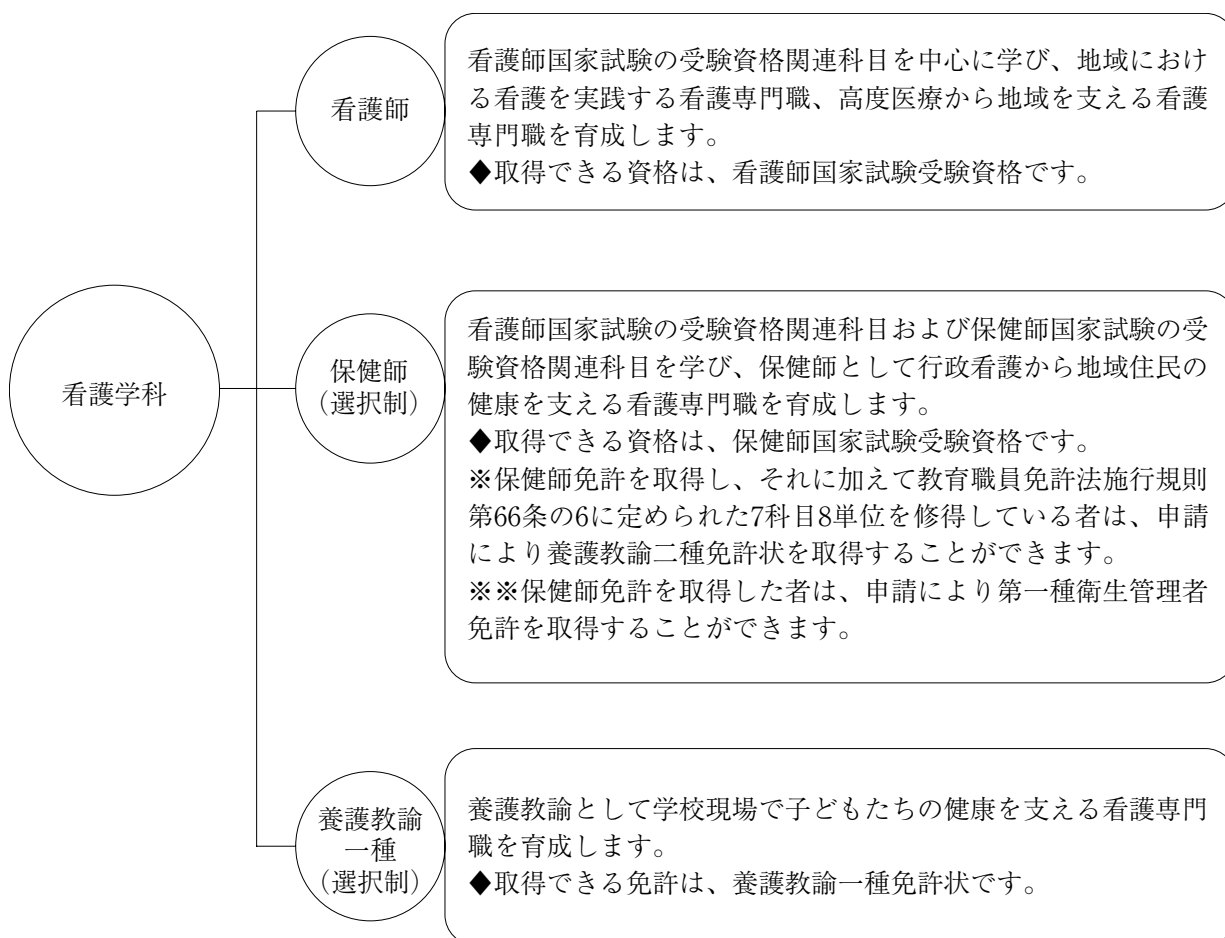 看護学科
看護師
看護師国家試験の受験資格関連科目を中心に学び、地域におけ
る看護を実践する看護専門職、高度医療から地域を支える看護
専門職を育成します。
◆取得できる資格は、看護師国家試験受験資格です。
保健師
（選択制）
看護師国家試験の受験資格関連科目および保健師国家試験の受
験資格関連科目を学び、保健師として行政看護から地域住民の
健康を支える看護専門職を育成します。
◆取得できる資格は、保健師国家試験受験資格です。
※保健師免許を取得し、それに加えて教育職員免許法施行規則
第66条の6に定められた7科目8単位を修得している者は、申請
により養護教諭二種免許状を取得することができます。
※※保健師免許を取得した者は、申請により第一種衛生管理者
免許を取得することができます。
養護教諭
一種
（選択制）
養護教諭として学校現場で子どもたちの健康を支える看護専門
職を育成します。
◆取得できる免許は、養護教諭一種免許状です。